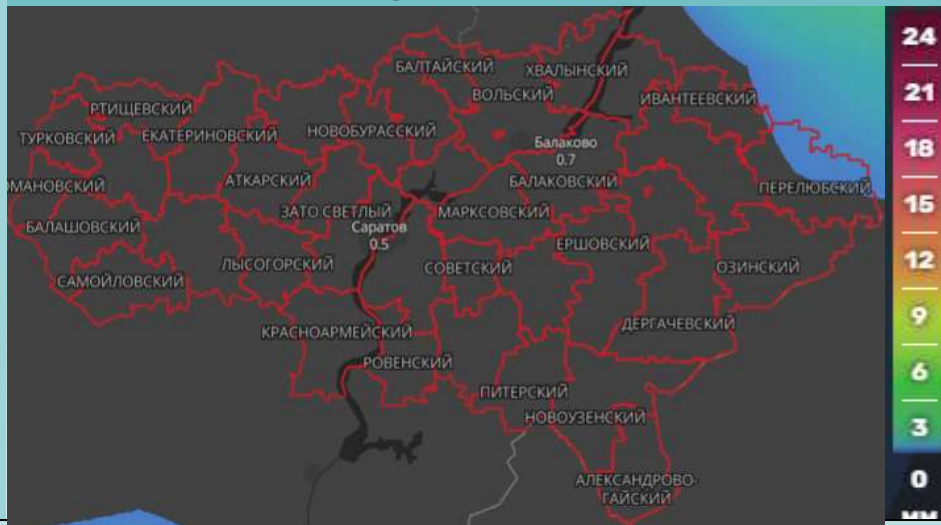 БАЛТАЙСКИЙ
ХВАЛЫНСКИЙ
ВОЛЬСКИЙ
ИВАНТЕЕВСКИЙ
РТИЩЕВСКИЙ
ТУРКОВСКИЙ
ЕКАТЕРИНОВСКИЙ
НОВОБУРАССКИЙ
Балаково
0.7
ОМАНОВСКИЙ
АТКАРСКИЙ
БАЛАКОВСКИЙ
ПЕРЕЛЮБСКИЙ
БАЛАШОВСКИЙ
ЗАТО СВЕТЛЫЙ
МАРКСОВСКИЙ
Саратов
0.5
ЕРШОВСКИЙ
ЛЫСОГОРСКИЙ
СОВЕТСКИЙ
ОЗИНСКИЙ
САМОЙЛОВСКИЙ
КРАСНОАРМЕЙСКИЙ
ДЕРГАЧЕВСКИЙ
РОВЕНСКИЙ
ПИТЕРСКИЙ
НОВОУЗЕНСКИЙ
АЛЕКСАНДРОВО-
ГАЙСКИЙ
24
21
18
15
12
9
6
3
0
мм